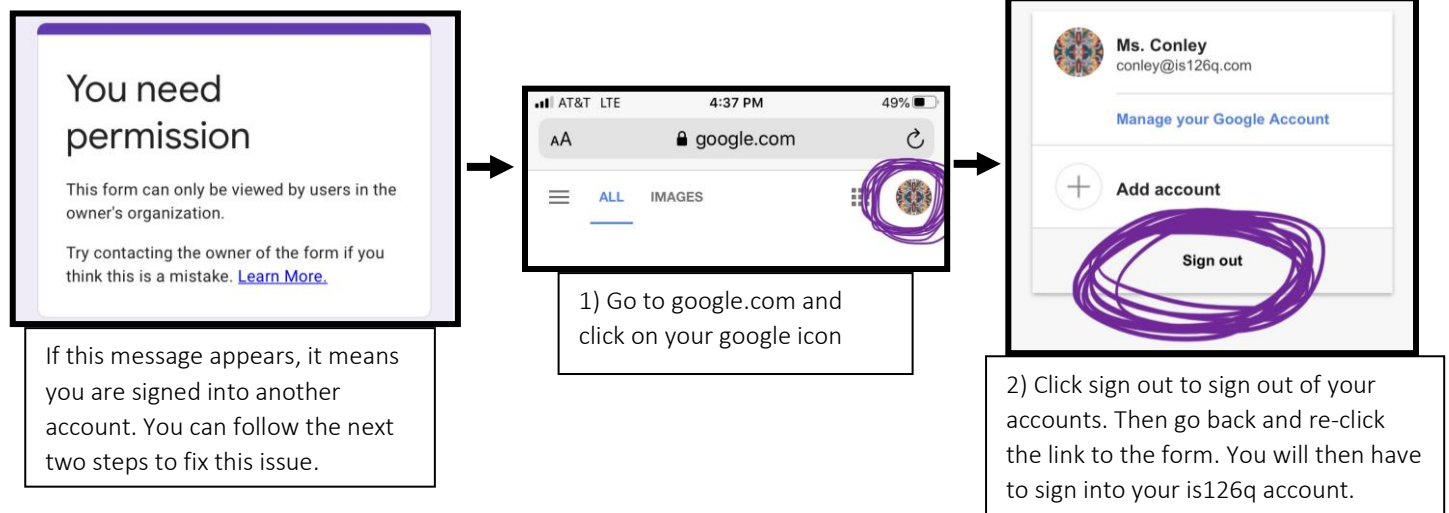 You need
permission
This form can only be viewed by users in the
owner's organization.
Try contacting the owner of the form if you
think this is a mistake. Learn More.
If this message appears, it means
you are signed into another
account. You can follow the next
two steps to fix this issue.
AT&T LTE 4:37 PM 49%
AA google.com
ALL IMAGES
1) Go to google.com and
click on your google icon
Ms. Conley
conley@is126q.com
Manage your Google Account
Add account
Sign out
2) Click sign out to sign out of your
accounts. Then go back and re-click
the link to the form. You will then have
to sign into your is126q account.